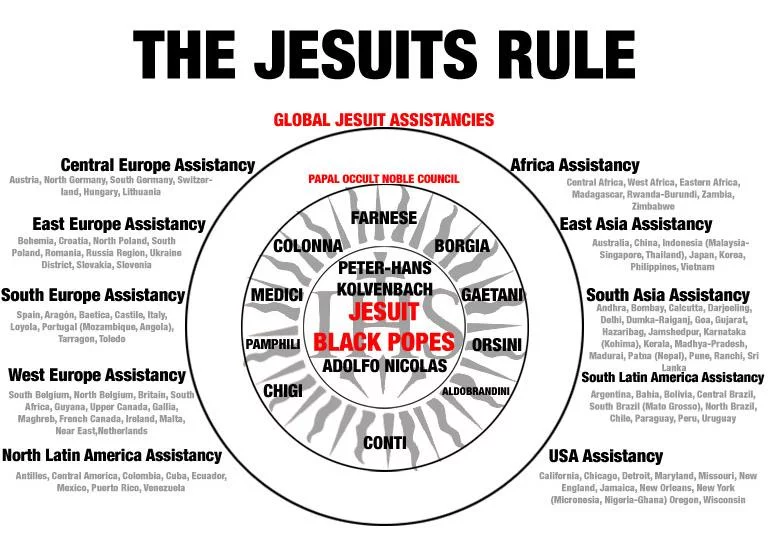 THE JESUITS RULE
GLOBAL JESUIT ASSISTANCIES
Central Europe Assistancy
Austria, North Germany, South Germany, Switzer-
land, Hungary, Lithuania
East Europe Assistancy
Bohemia, Croatia, North Poland, South
Poland, Romania, Russia Region, Ukraine
District, Slovakia, Slovenia
South Europe Assistancy
Spain, Aragón, Baetica, Castile, Italy,
Loyola, Portugal (Mozambique, Angola),
Tarragon, Toledo
West Europe Assistancy
South Belgium, North Belgium, Britain, South
Africa, Guyana, Upper Canada, Gallia,
Maghreb, French Canada, Ireland, Malta,
Near East,Netherlands
North Latin America Assistancy
Antilles, Central America, Colombia, Cuba, Ecuador,
Mexico, Puerto Rico, Venezuela
PAPAL OCCULT NOBLE COUNCIL
FARNESE
COLONNA
BORGIA
MEDICI
GAETANI
PAMPHILI
ORSINI
CHIGI
ALDOBRANDINI
CONTI
PETER-HANS
KOLVENBACH
JESUIT
BLACK POPES
ADOLFO NICOLAS
IHS
Africa Assistancy
Central Africa, West Africa, Eastern Africa,
Madagascar, Rwanda-Burundi, Zambia,
Zimbabwe
East Asia Assistancy
Australia, China, Indonesia (Malaysia-
Singapore, Thailand), Japan, Korea,
Philippines, Vietnam
South Asia Assistancy
Andhra, Bombay, Calcutta, Darjeeling,
Delhi, Dumka-Raiganj, Goa, Gujarat,
Hazaribag, Jamshedpur, Karnataka
(Kohima), Kerala, Madhya-Pradesh,
Madurai, Patna (Nepal), Pune, Ranchi, Sri
Lanka
South Latin America Assistancy
Argentina, Bahia, Bolivia, Central Brazil,
South Brazil (Mato Grosso), North Brazil,
Chile, Paraguay, Peru, Uruguay
USA Assistancy
California, Chicago, Detroit, Maryland, Missouri, New
England, Jamaica, New Orleans, New York
(Micronesia, Nigeria-Ghana) Oregon, Wisconsin